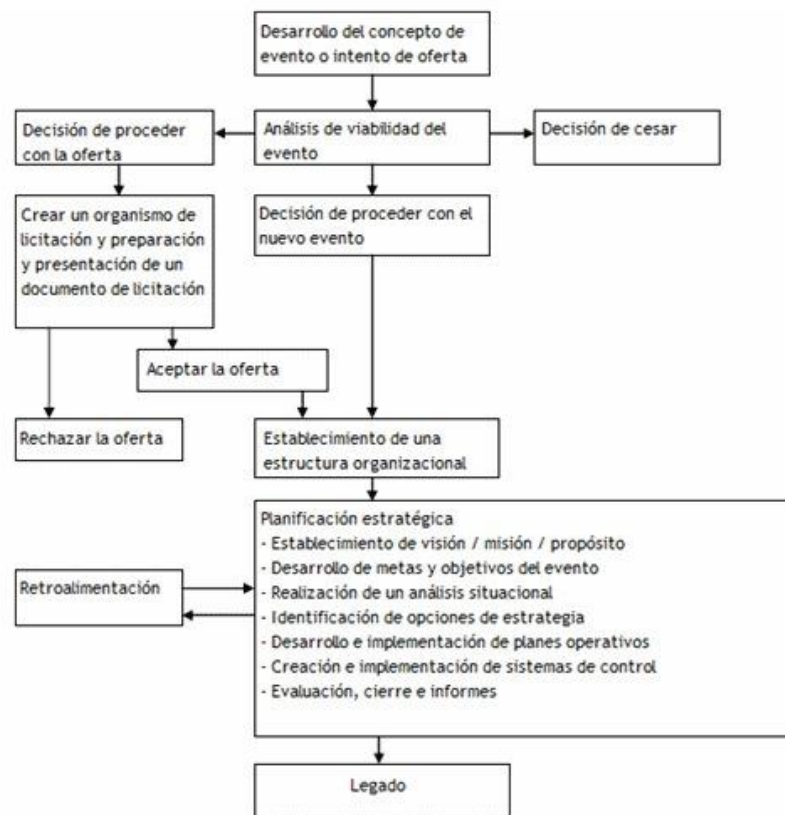 Desarrollo del concepto de
evento o intento de oferta
Decisión de proceder
con la oferta
Análisis de viabilidad del
evento
Decisión de cesar
Crear un organismo de
licitación y preparación
y presentación de un
documento de licitación
Decisión de proceder con el
nuevo evento
Aceptar la oferta
Rechazar la oferta
Establecimiento de una
estructura organizacional
Planificación estratégica
- Establecimiento de visión / misión / propósito
- Desarrollo de metas y objetivos del evento
- Realización de un análisis situacional
- Identificación de opciones de estrategia
- Desarrollo e implementación de planes operativos
- Creación e implementación de sistemas de control
- Evaluación, cierre e informes
Retroalimentación
Legado